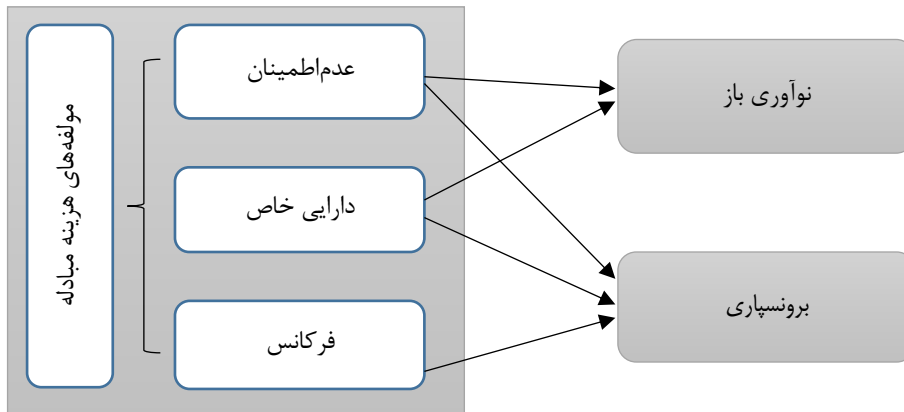 مولفه‌های هزینه مبادله
عدم‌اطمینان
دارایی خاص
فرکانس
نوآوری باز
برونسپاری